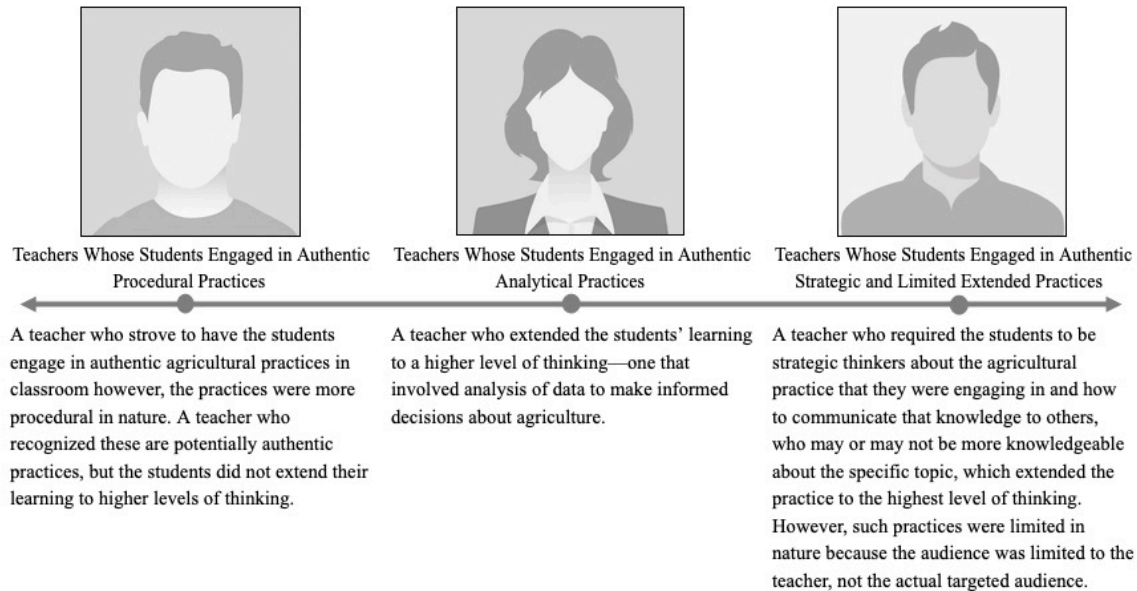 Teachers Whose Students Engaged in Authentic
Procedural Practices
A teacher who strove to have the students
engage in authentic agricultural practices in
classroom however, the practices were more
procedural in nature. A teacher who
recognized these are potentially authentic
practices, but the students did not extend their
learning to higher levels of thinking.
Teachers Whose Students Engaged in Authentic
Analytical Practices
A teacher who extended the students’ learning
to a higher level of thinking—one that
involved analysis of data to make informed
decisions about agriculture.
Teachers Whose Students Engaged in Authentic
Strategic and Limited Extended Practices
A teacher who required the students to be
strategic thinkers about the agricultural
practice that they were engaging in and how
to communicate that knowledge to others,
who may or may not be more knowledgeable
about the specific topic, which extended the
practice to the highest level of thinking.
However, such practices were limited in
nature because the audience was limited to the
teacher, not the actual targeted audience.